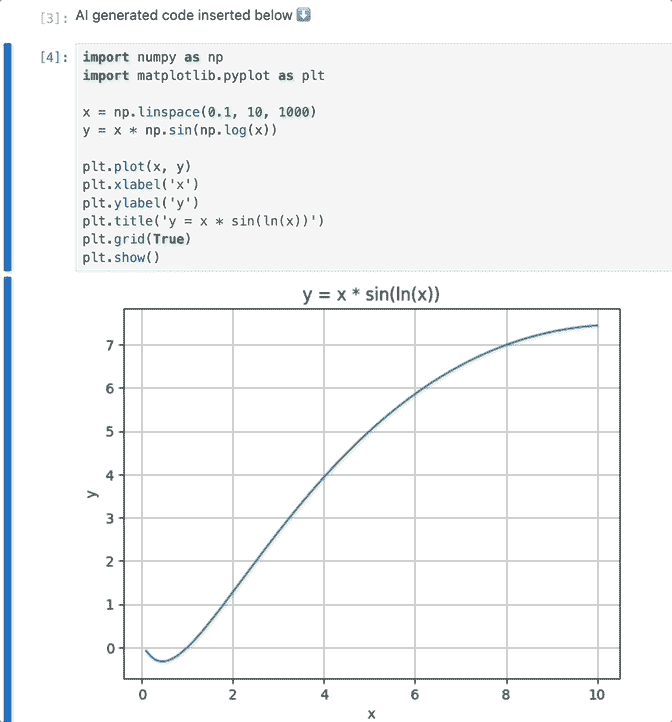 [3]: AI generated code inserted below ⬇️
[4]: import numpy as np
import matplotlib.pyplot as plt
x = np.linspace(0.1, 10, 1000)
y = x * np.sin(np.log(x))
plt.plot(x, y)
plt.xlabel('x')
plt.ylabel('y')
plt.title('y = x * sin(ln(x))')
plt.grid(True)
plt.show()
y = x * sin(ln(x))
7
6
5
4
y
3
2
1
0
0 2 4 6 8 10
x